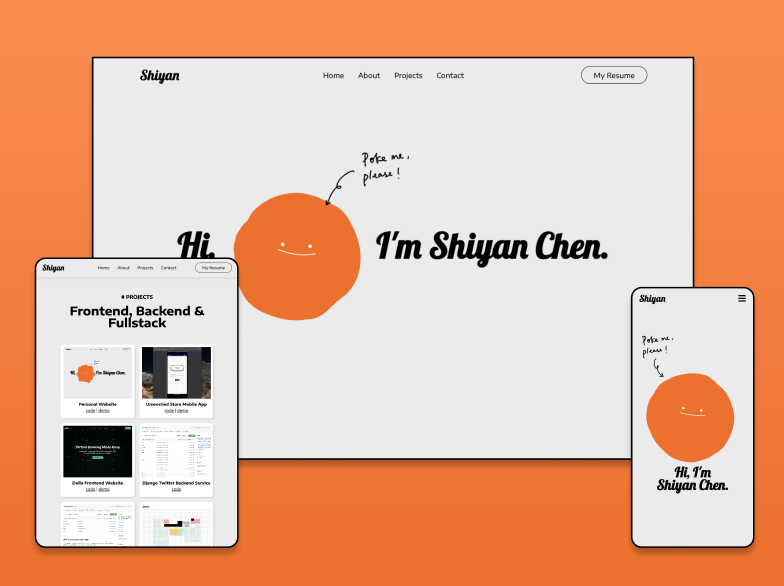 Shiyan
Home About Projects Contact
My Resume
Poke me,
please!
Hi, I'm Shiyan Chen.
Shiyan
Home About Projects Contact
My Resume
# PROJECTS
Frontend, Backend &
Fullstack
Hi, I'm Shiyan Chen.
Personal Website
code | demo
Unworried Store Mobile App
code | demo
Virtual Banking Made Easy
Dolla Frontend Website
code | demo
Django Twitter Backend Service
code
Shiyan
Poke me,
please!
Hi, I'm
Shiyan Chen.